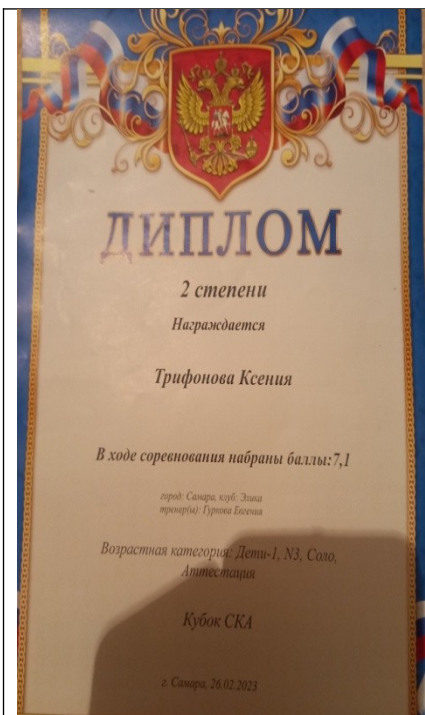 ДИПЛОМ
2 степени
Награждается
Трифонова Ксения
В ходе соревнования набраны баллы:7,1
город: Самара, клуб: Элика
тренер(ы): Гуркова Евгения
Возрастная категория: Дети-1, N3, Соло,
Аттестация
Кубок СКА
г. Самара, 26.02.2023